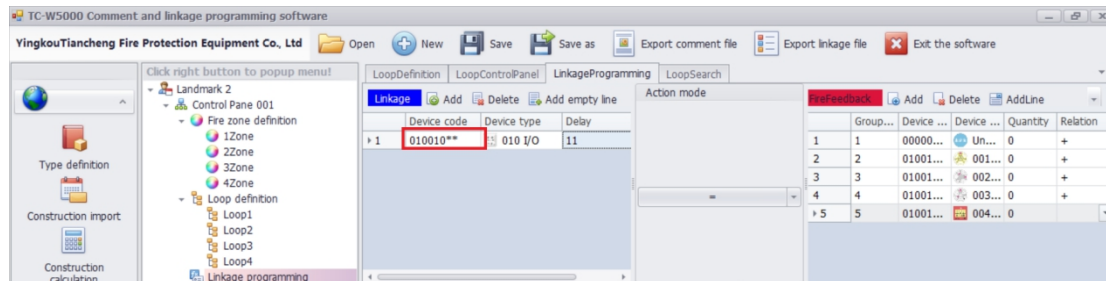 TC-W5000 Comment and linkage programming software
YingkouTiancheng Fire Protection Equipment Co., Ltd Open New Save Save as Export comment file Export linkage file Exit the software
Click right button to popup menu!
Landmark 2
Control Pane 001
Fire zone definition
1Zone
2Zone
3Zone
4Zone
Loop definition
Loop1
Loop2
Loop3
Loop4
Linkage programming
Type definition
Construction import
Construction
calculation
LoopDefinition LoopControlPanel LinkageProgramming LoopSearch
Linkage Add Delete Add empty line
Device code Device type Delay
1 010010** 010 I/O 11
Action mode
=
FireFeedback Add Delete AddLine
Group... Device ... Device ... Quantity Relation
1 1 00000... Un... 0 +
2 2 01001... 001... 0 +
3 3 01001... 002... 0 +
4 4 01001... 003... 0 +
5 5 01001... 004... 0